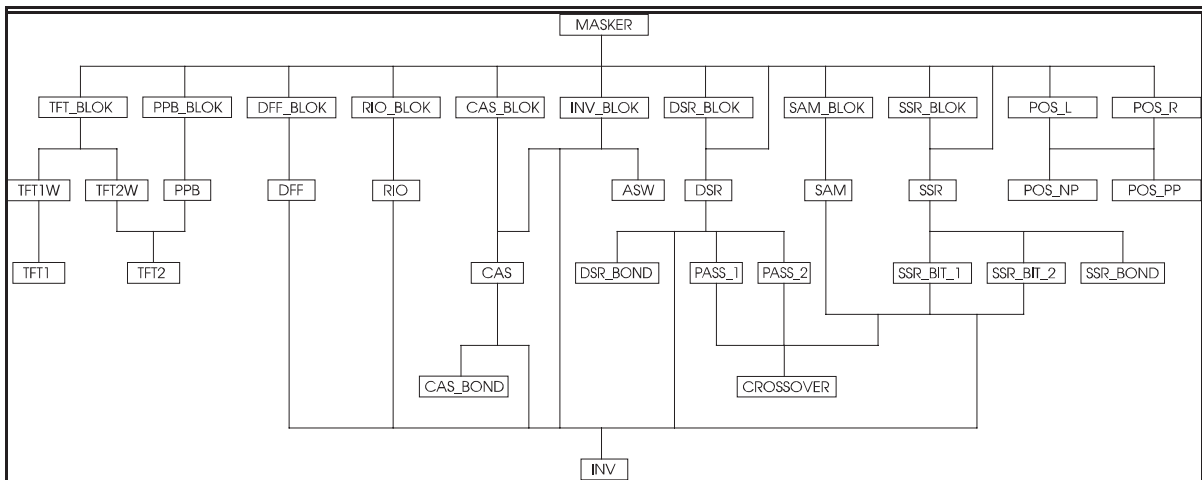 MASKER
TFT_BLOK PPB_BLOK DFF_BLOK RIO_BLOK CAS_BLOK INV_BLOK DSR_BLOK SAM_BLOK SSR_BLOK POS_L POS_R
TFT1W TFT2W PPB DFF RIO ASW DSR SAM SSR POS_NP POS_PP
TFT1 TFT2 CAS DSR_BOND PASS_1 PASS_2 SSR_BIT_1 SSR_BIT_2 SSR_BOND
CAS_BOND CROSSOVER
INV